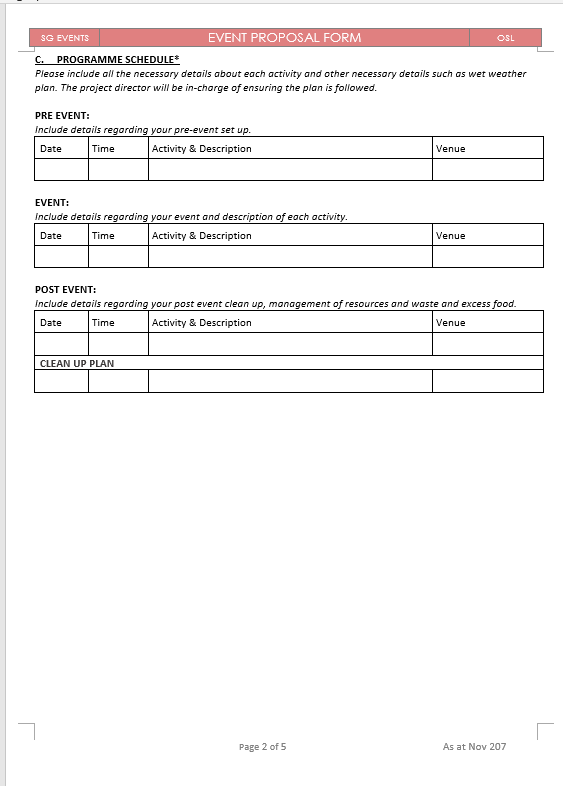 SG EVENTS EVENT PROPOSAL FORM OSL
C. PROGRAMME SCHEDULE*
Please include all the necessary details about each activity and other necessary details such as wet weather
plan. The project director will be in-charge of ensuring the plan is followed.
PRE EVENT:
Include details regarding your pre-event set up.
Date Time Activity & Description Venue
EVENT:
Include details regarding your event and description of each activity.
Date Time Activity & Description Venue
POST EVENT:
Include details regarding your post event clean up, management of resources and waste and excess food.
Date Time Activity & Description Venue
CLEAN UP PLAN
Page 2 of 5 As at Nov 207